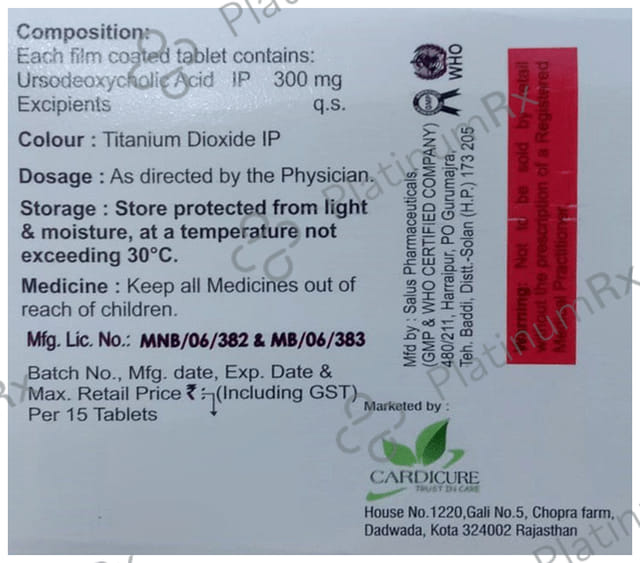 Composition:
Each film coated tablet contains:
Ursodeoxycholic Acid IP 300 mg
Excipients q.s.
Colour : Titanium Dioxide IP
Dosage : As directed by the Physician.
Storage : Store protected from light
& moisture, at a temperature not
exceeding 30°C.
Medicine : Keep all Medicines out of
reach of children.
Mfg. Lic. No.: MNB/06/382 & MB/06/383
Batch No., Mfg. date, Exp. Date &
Max. Retail Price ₹ :- (Including GST)
Per 15 Tablets
GMP
WHO
Mfd by : Salus Pharmaceuticals,
(GMP & WHO CERTIFIED COMPANY)
480/211, Harraipur, PO Gurumajra,
Teh. Baddi, Distt.-Solan (H.P.) 173 205
Warning: Not to be sold by retail
without the prescription of a Registered
Medical Practitioner
Marketed by :
CARDICURE
TRUST IN CARE
House No.1220,Gali No.5, Chopra farm,
Dadwada, Kota 324002 Rajasthan
PlatinumRx
PlatinumRx
PlatinumRx